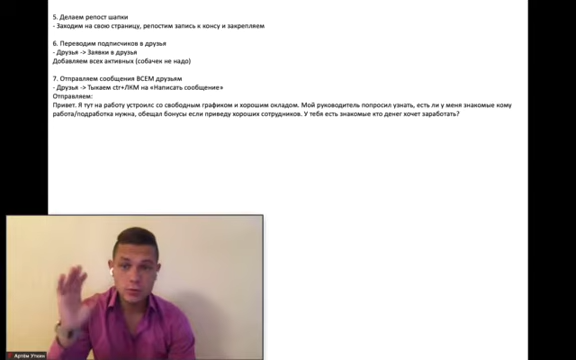 5. Делаем репост шапки
- Заходим на свою страницу, репостим запись к консу и закрепляем
6. Переводим подписчиков в друзья
- Друзья -> Заявки в друзья
Добавляем всех активных (собачек не надо)
7. Отправляем сообщения ВСЕМ друзьям
- Друзья -> Тыкаем ctr+ЛКМ на «Написать сообщение»
Отправляем:
Привет. Я тут на работу устроилс со свободным графиком и хорошим окладом. Мой руководитель попросил узнать, есть ли у меня знакомые кому
работа/подработка нужна, обещал бонусы если приведу хороших сотрудников. У тебя есть знакомые кто денег хочет заработать?
Артём Уткин